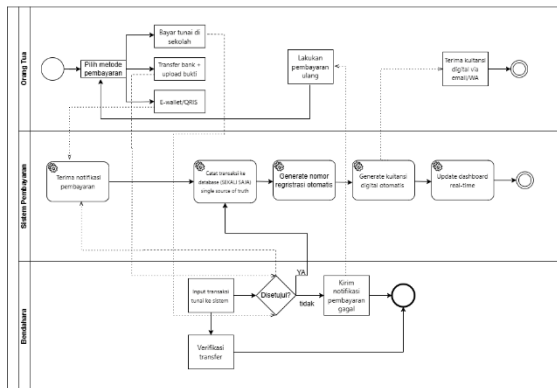 Orang Tua
Bayar tunai di
sekolah
Pilih metode
pembayaran
Transfer bank +
upload bukti
E-wallet/QRIS
Lakukan
pembayaran
ulang
Terima kuitansi
digital via
email/WA
Sistem Pembayaran
Terima notifikasi
pembayaran
Catat transaksi ke
database (SEKALI SAJA)
single source of truth
Generate nomor
registrasi otomatis
Generate kuitansi
digital otomatis
Update dashboard
real-time
Bendahara
Input transaksi
tunai ke sistem
Disetujui?
YA
tidak
Kirim
notifikasi
pembayaran
gagal
Verifikasi
transfer